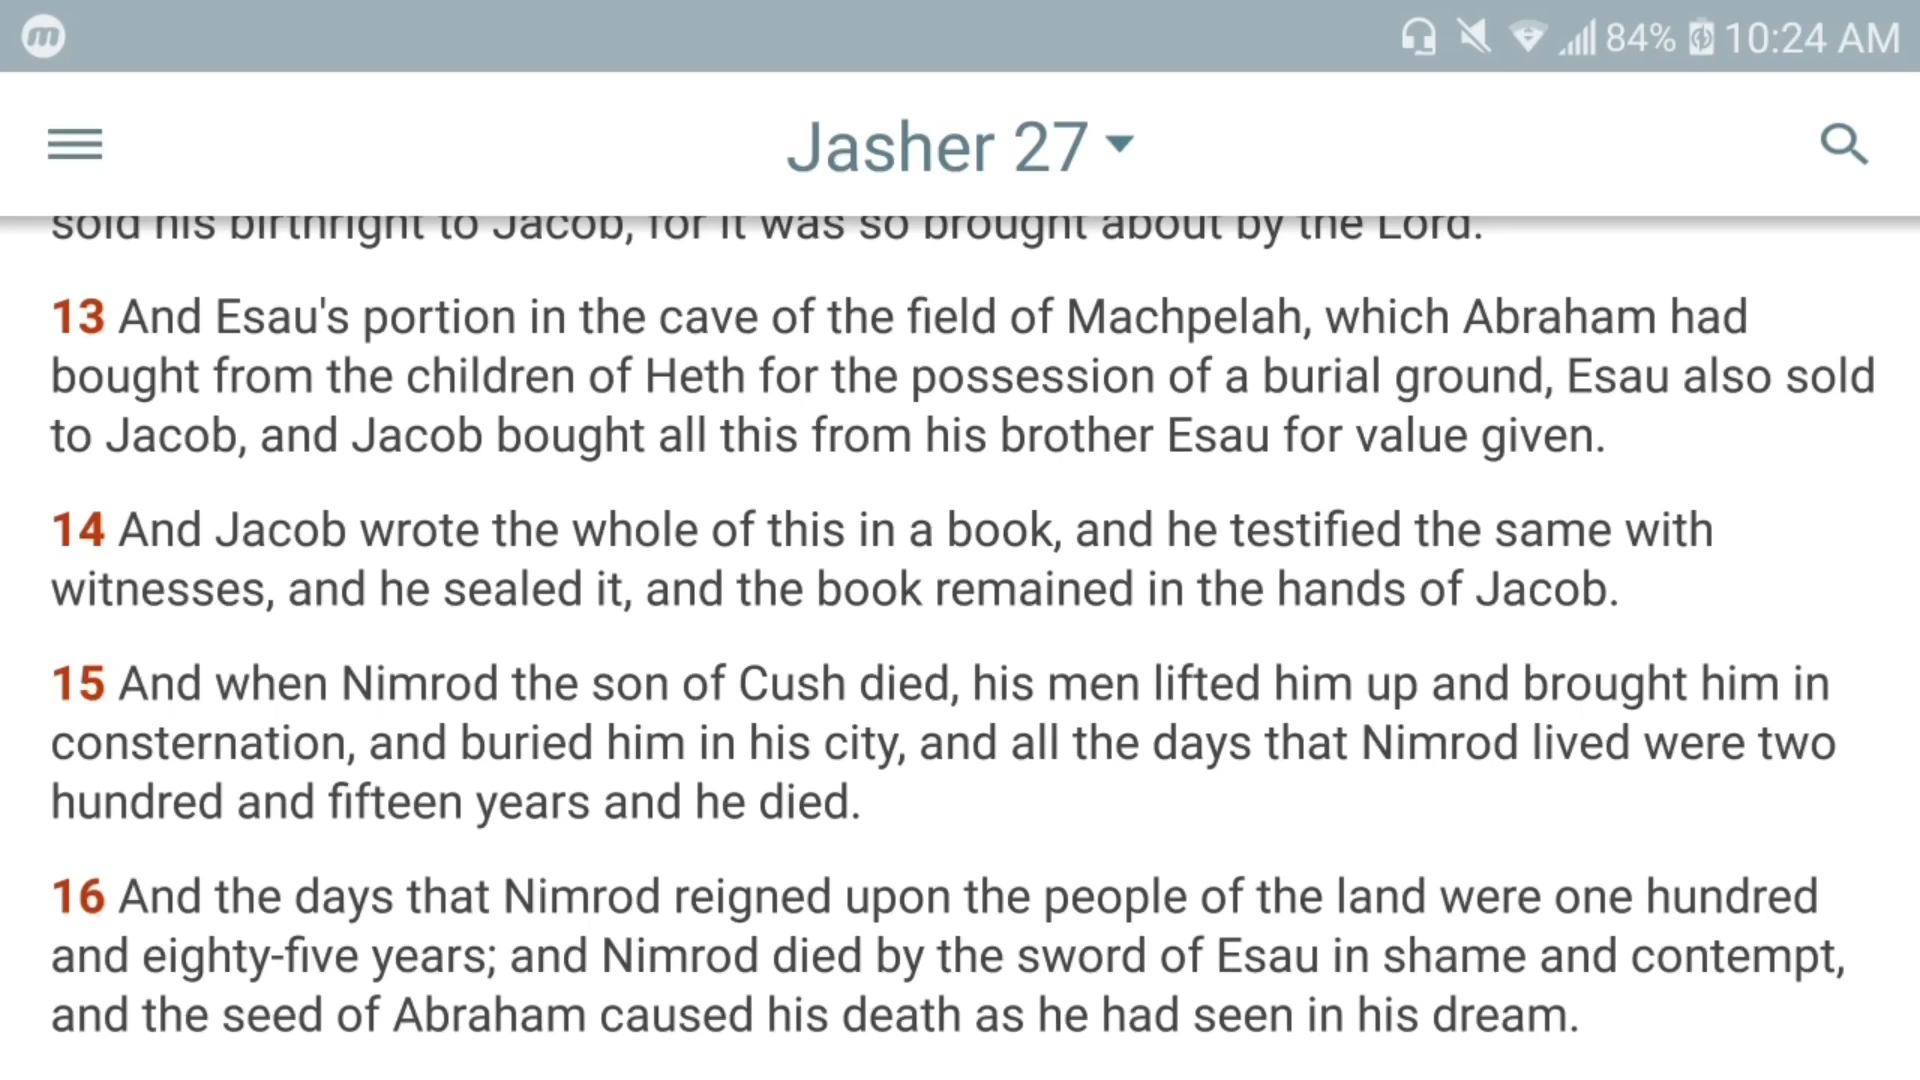 84% 10:24 AM
Jasher 27
sold his birthright to Jacob, for it was so brought about by the Lord.
13 And Esau's portion in the cave of the field of Machpelah, which Abraham had
bought from the children of Heth for the possession of a burial ground, Esau also sold
to Jacob, and Jacob bought all this from his brother Esau for value given.
14 And Jacob wrote the whole of this in a book, and he testified the same with
witnesses, and he sealed it, and the book remained in the hands of Jacob.
15 And when Nimrod the son of Cush died, his men lifted him up and brought him in
consternation, and buried him in his city, and all the days that Nimrod lived were two
hundred and fifteen years and he died.
16 And the days that Nimrod reigned upon the people of the land were one hundred
and eighty-five years; and Nimrod died by the sword of Esau in shame and contempt,
and the seed of Abraham caused his death as he had seen in his dream.